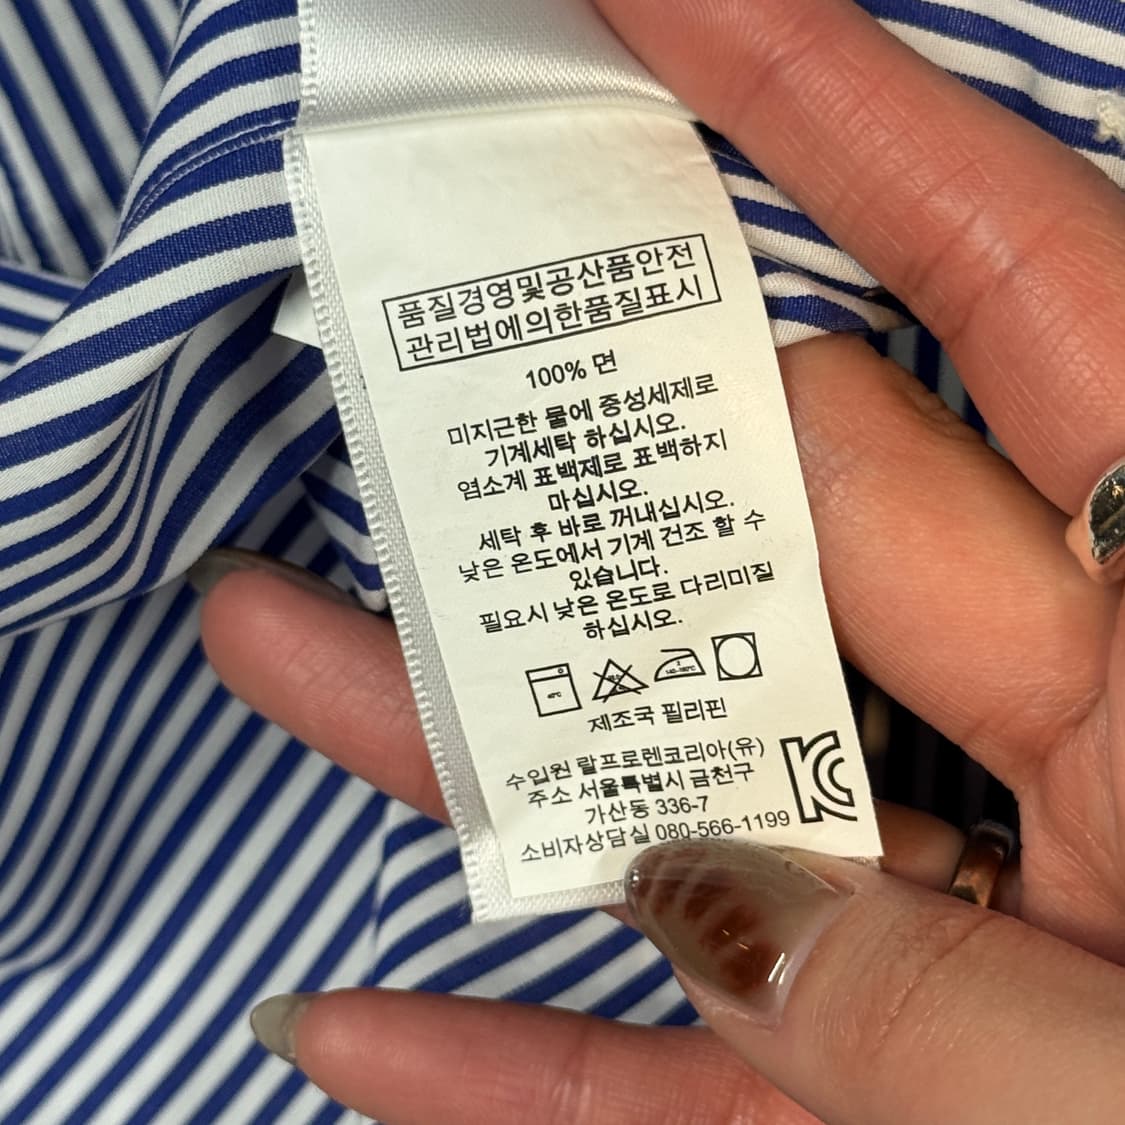 품질경영및공산품안전
관리법에의한품질표시
100% 면
미지근한 물에 중성세제로
기계세탁 하십시오.
염소계 표백제로 표백하지
마십시오.
세탁 후 바로 꺼내십시오.
낮은 온도에서 기계 건조 할 수
있습니다.
필요시 낮은 온도로 다리미질
하십시오.
제조국 필리핀
수입원 랄프로렌코리아(유)
주소 서울특별시 금천구
가산동 336-7
소비자상담실 080-566-1199